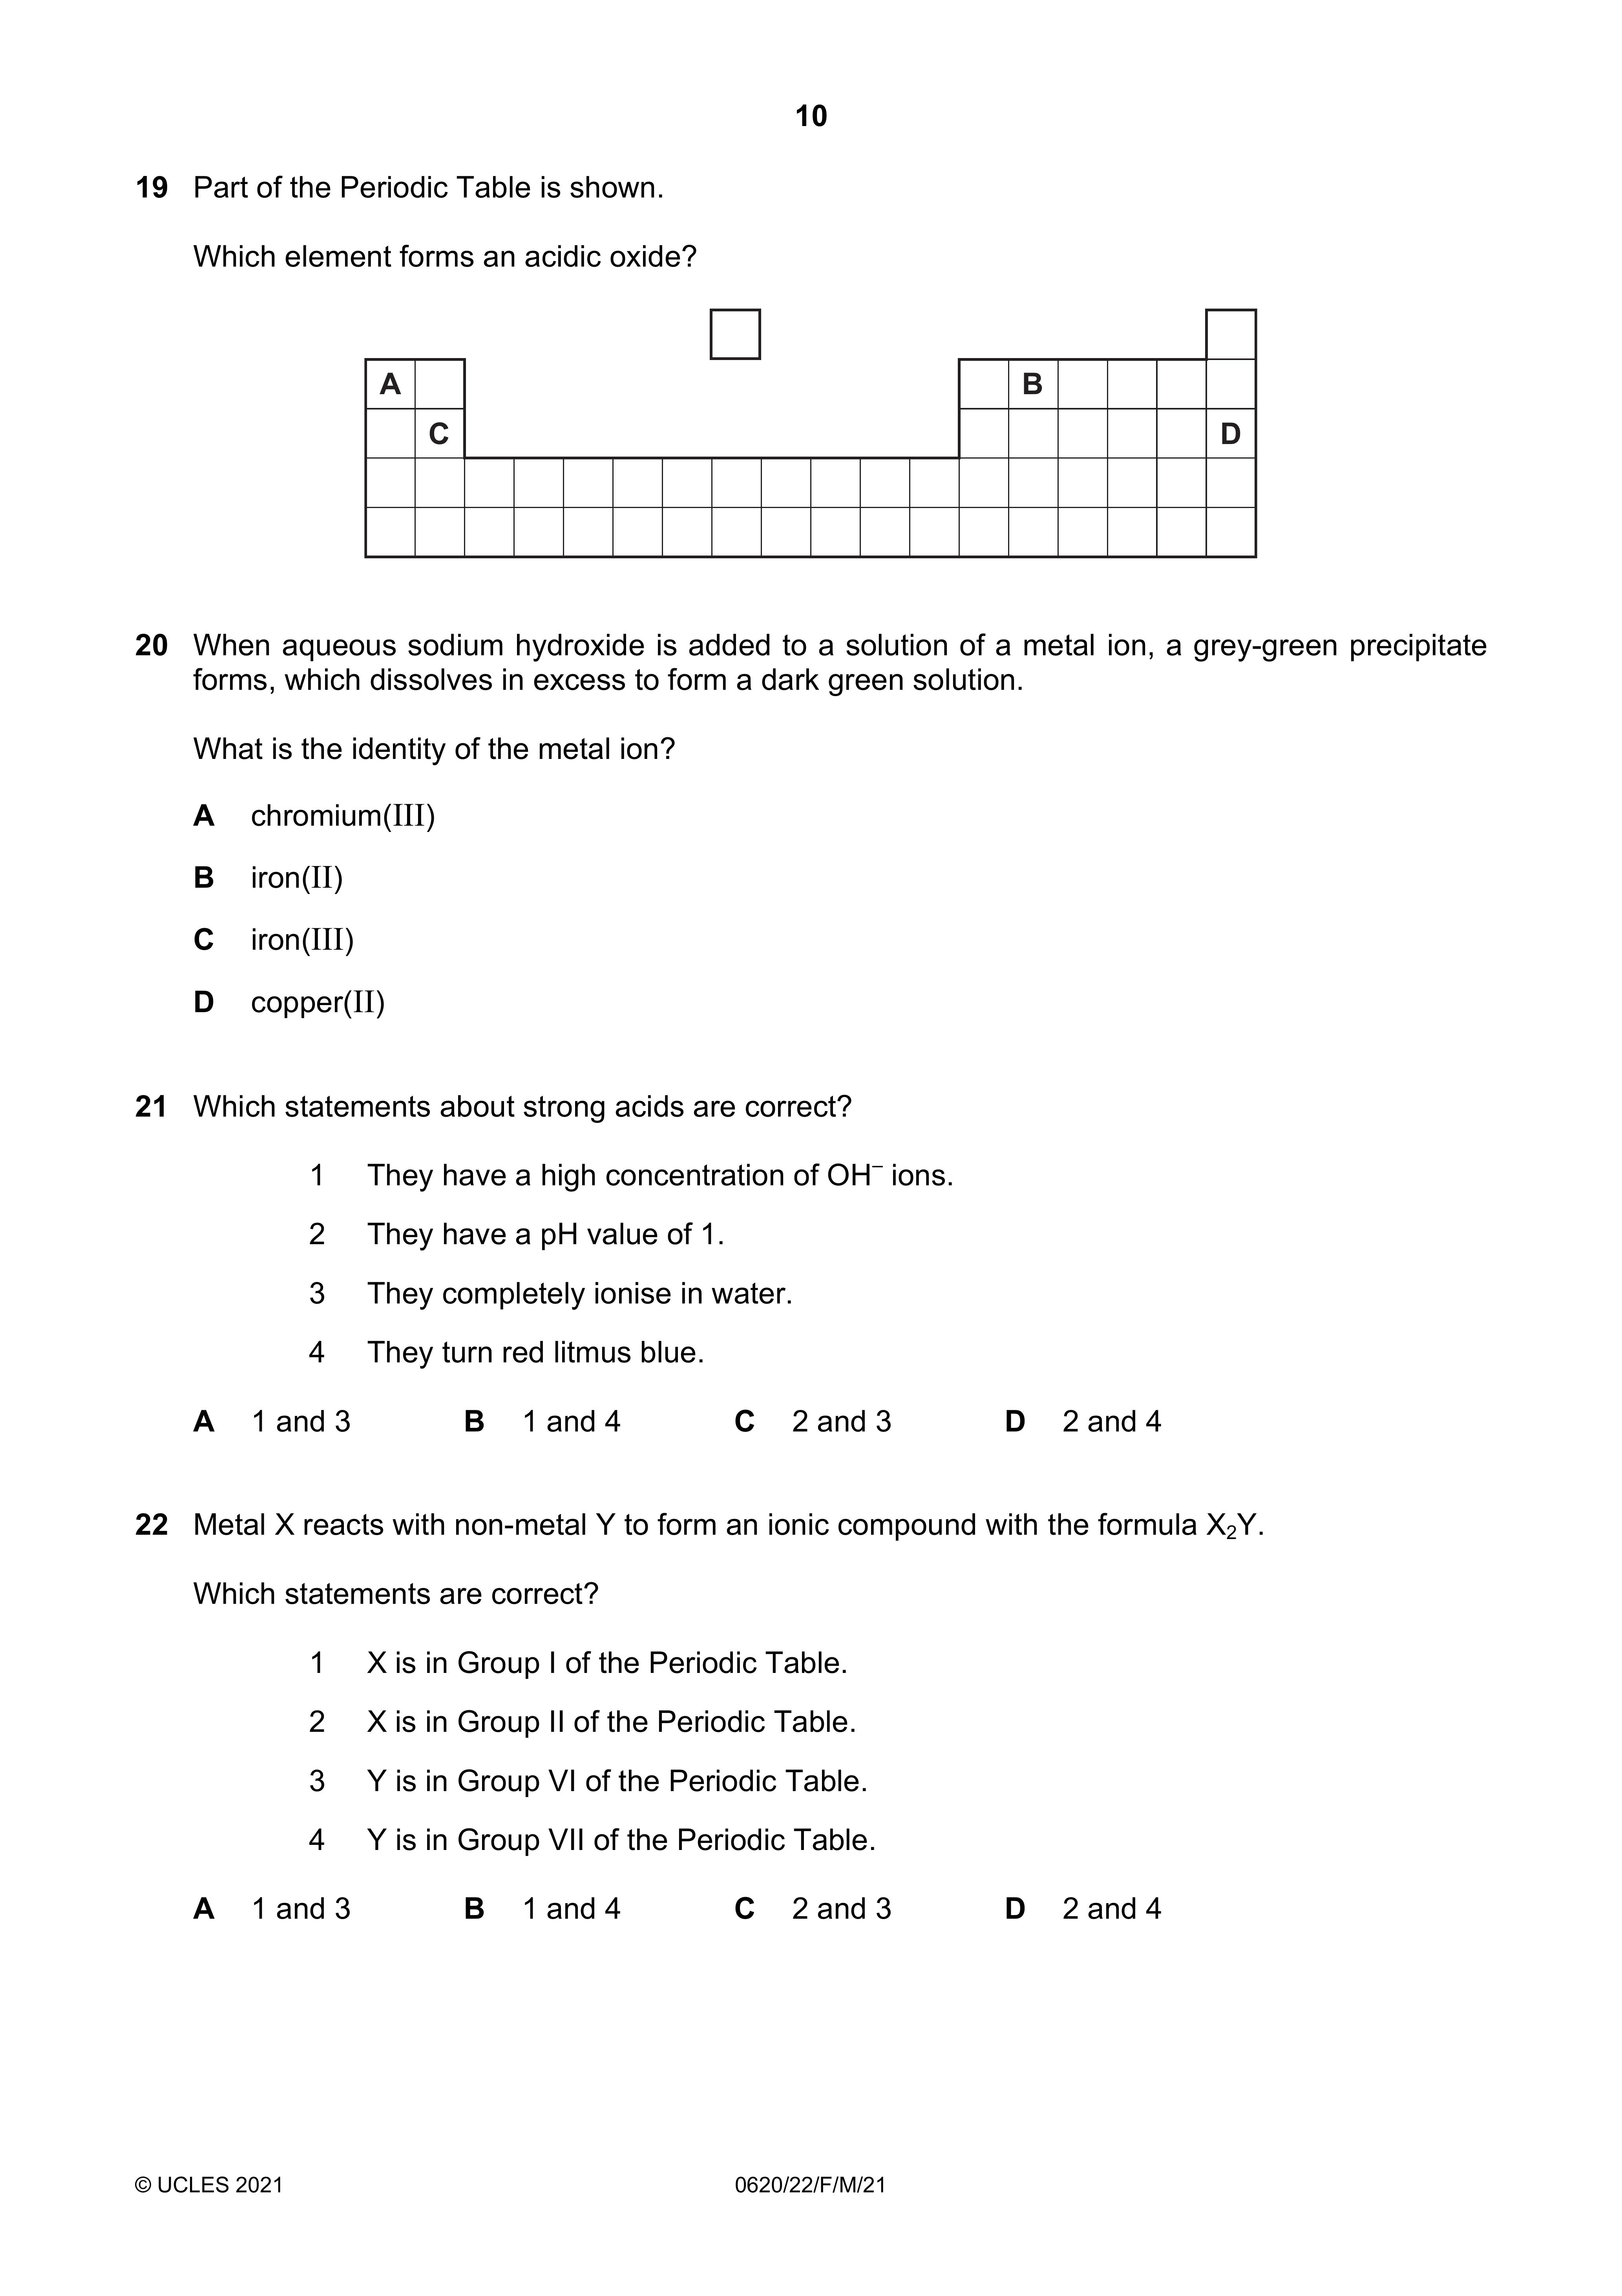 10
19 Part of the Periodic Table is shown.
Which element forms an acidic oxide?
A B
C D
20 When aqueous sodium hydroxide is added to a solution of a metal ion, a grey-green precipitate
forms, which dissolves in excess to form a dark green solution.
What is the identity of the metal ion?
A chromium(III)
B iron(II)
C iron(III)
D copper(II)
21 Which statements about strong acids are correct?
1 They have a high concentration of OH⁻ ions.
2 They have a pH value of 1.
3 They completely ionise in water.
4 They turn red litmus blue.
A 1 and 3 B 1 and 4 C 2 and 3 D 2 and 4
22 Metal X reacts with non-metal Y to form an ionic compound with the formula X₂Y.
Which statements are correct?
1 X is in Group I of the Periodic Table.
2 X is in Group II of the Periodic Table.
3 Y is in Group VI of the Periodic Table.
4 Y is in Group VII of the Periodic Table.
A 1 and 3 B 1 and 4 C 2 and 3 D 2 and 4
© UCLES 2021 0620/22/F/M/21